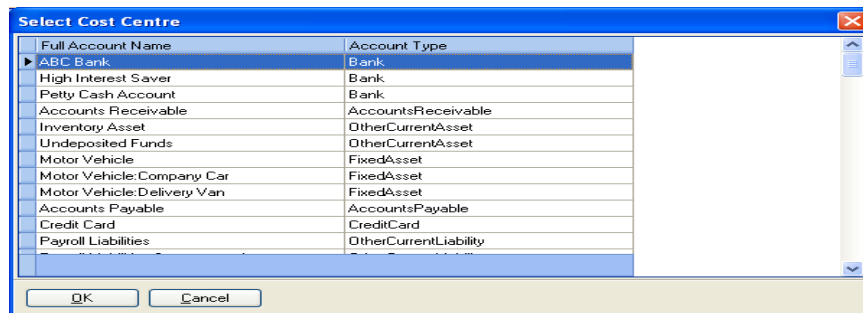 Select Cost Centre
Full Account Name Account Type
ABC Bank Bank
High Interest Saver Bank
Petty Cash Account Bank
Accounts Receivable AccountsReceivable
Inventory Asset OtherCurrentAsset
Undeposited Funds OtherCurrentAsset
Motor Vehicle FixedAsset
Motor Vehicle:Company Car FixedAsset
Motor Vehicle:Delivery Van FixedAsset
Accounts Payable AccountsPayable
Credit Card CreditCard
Payroll Liabilities OtherCurrentLiability
OK Cancel